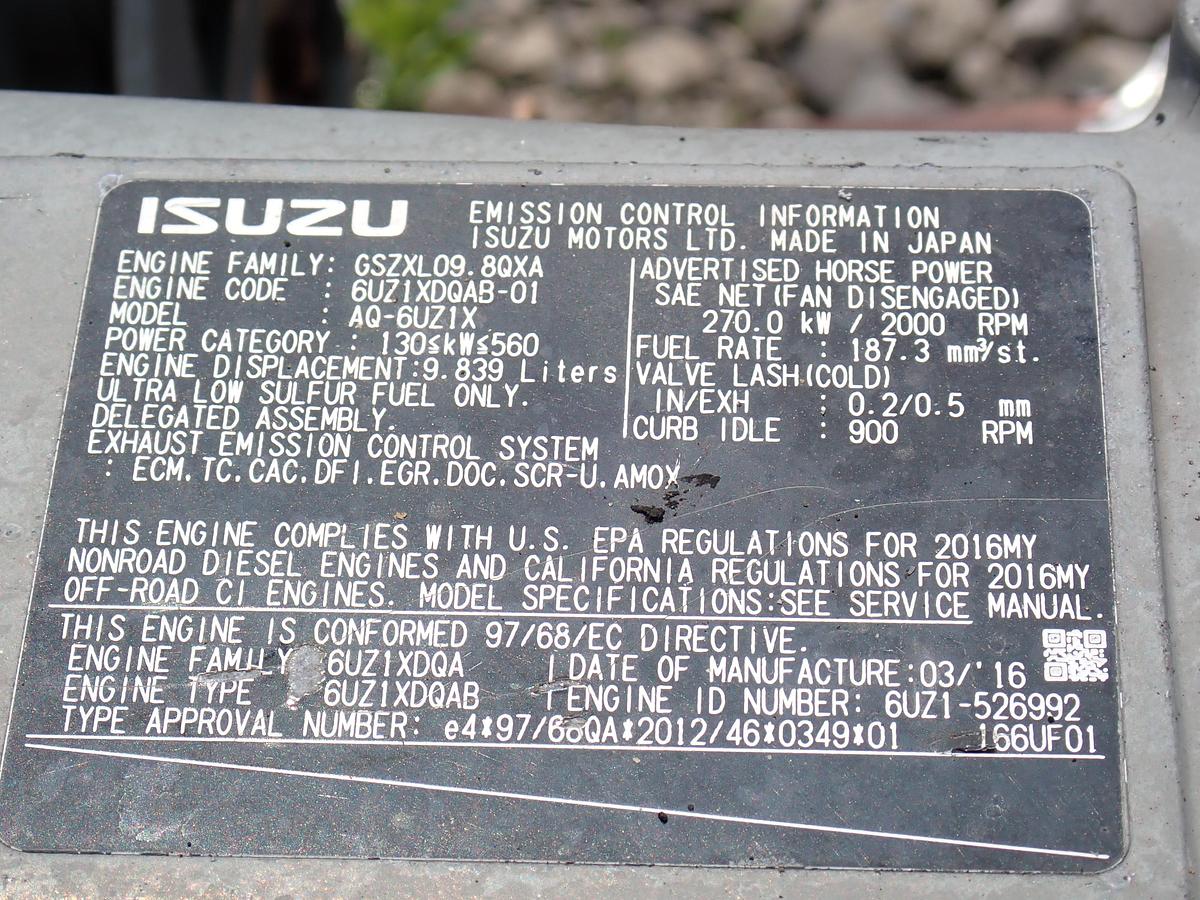 ISUZU
EMISSION CONTROL INFORMATION
ISUZU MOTORS LTD. MADE IN JAPAN
ENGINE FAMILY: GSZXL09.8QXA
ENGINE CODE : 6UZ1XDQAB-01
MODEL : AQ-6UZ1X
POWER CATEGORY : 130≤kW≤560
ENGINE DISPLACEMENT:9.839 Liters
ULTRA LOW SULFUR FUEL ONLY.
DELEGATED ASSEMBLY.
EXHAUST EMISSION CONTROL SYSTEM
: ECM.TC.CAC.DFI.EGR.DOC.SCR-U.AMOX
ADVERTISED HORSE POWER
SAE NET(FAN DISENGAGED)
270.0 kW / 2000 RPM
FUEL RATE : 187.3 mm³/st.
VALVE LASH(COLD)
IN/EXH : 0.2/0.5 mm
CURB IDLE : 900 RPM
THIS ENGINE COMPLIES WITH U.S. EPA REGULATIONS FOR 2016MY
NONROAD DIESEL ENGINES AND CALIFORNIA REGULATIONS FOR 2016MY
OFF-ROAD CI ENGINES. MODEL SPECIFICATIONS:SEE SERVICE MANUAL.
THIS ENGINE IS CONFORMED 97/68/EC DIRECTIVE.
ENGINE FAMILY 6UZ1XDQA DATE OF MANUFACTURE:03/'16
ENGINE TYPE 6UZ1XDQAB ENGINE ID NUMBER: 6UZ1-526992
TYPE APPROVAL NUMBER: e4*97/68QA*2012/46*0349*01 166UF01